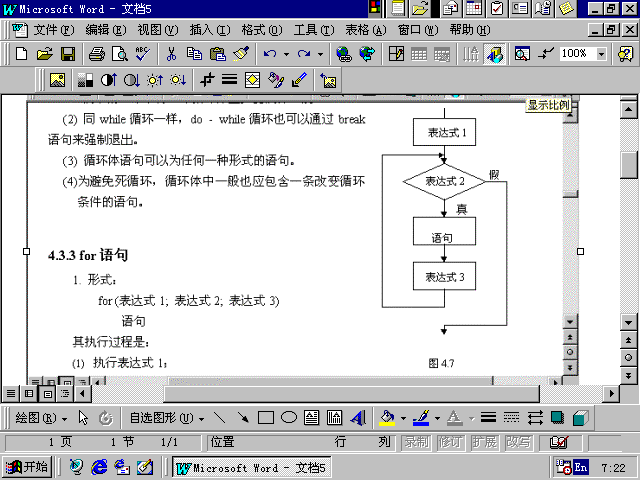 Microsoft Word - 文档5
文件(F) 编辑(E) 视图(V) 插入(I) 格式(O) 工具(T) 表格(A) 窗口(W) 帮助(H)
100%
显示比例
(2) 同 while 循环一样，do - while 循环也可以通过 break
语句来强制退出。
(3) 循环体语句可以为任何一种形式的语句。
(4)为避免死循环，循环体中一般也应包含一条改变循环
条件的语句。
4.3.3 for 语句
1. 形式：
for (表达式 1; 表达式 2; 表达式 3)
语句
其执行过程是：
(1) 执行表达式 1；
表达式 1
表达式 2
假
真
语句
表达式 3
图 4.7
绘图(R) 自选图形(U)
1 页 1 节 1/1 位置 行 列 录制 修订 扩展 改写
开始 Microsoft Word - 文档5 En 7:22